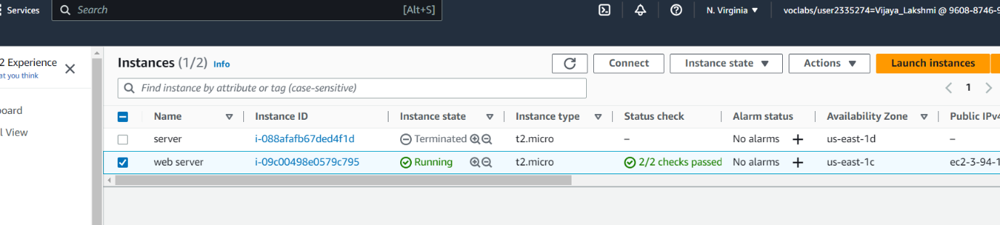 Services Search [Alt+S] N. Virginia voclabs/user2335274=Vijaya_Lakshmi @ 9608-8746-9
2 Experience
at you think
board
l View
Instances (1/2) Info Connect Instance state Actions Launch instances
Find instance by attribute or tag (case-sensitive) 1
Name Instance ID Instance state Instance type Status check Alarm status Availability Zone Public IPv4
server i-088afafb67ded4f1d Terminated t2.micro – No alarms + us-east-1d –
web server i-09c00498e0579c795 Running t2.micro 2/2 checks passed No alarms + us-east-1c ec2-3-94-1